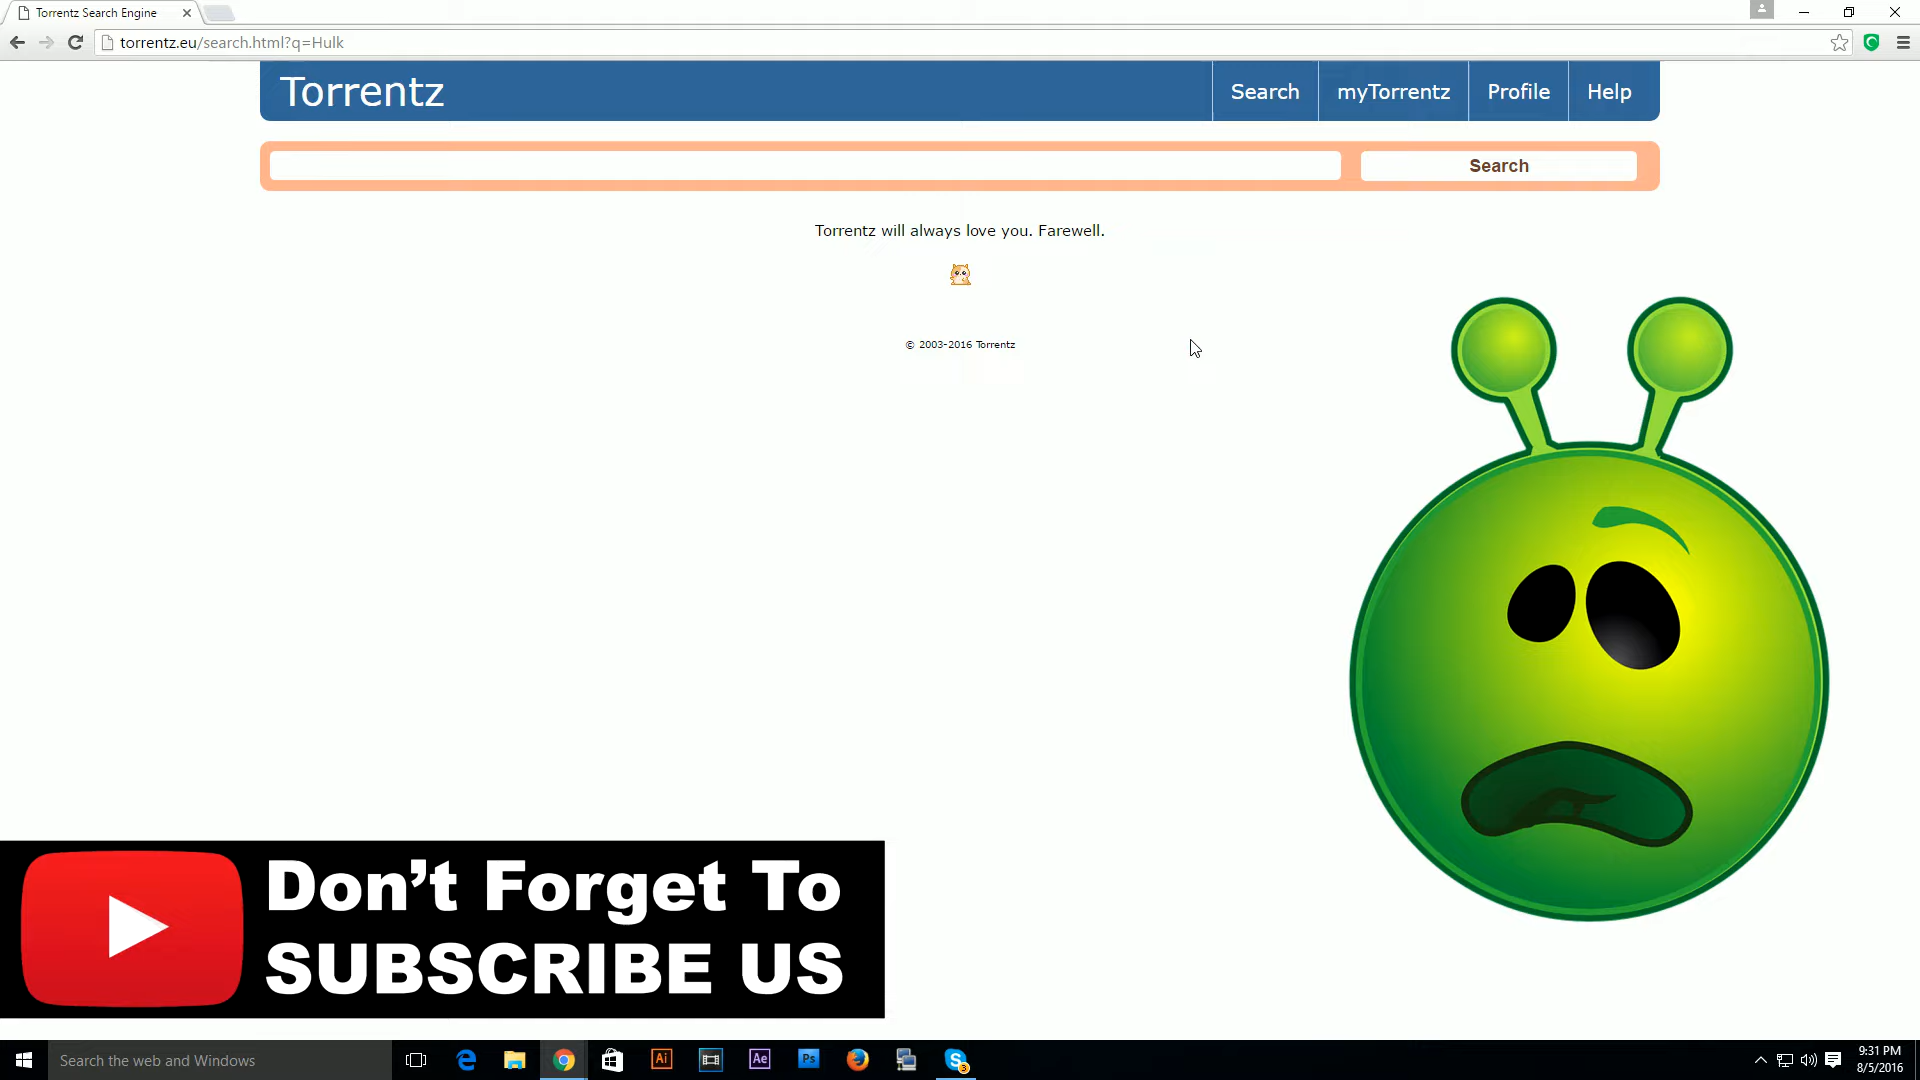 Torrentz Search Engine
torrentz.eu/search.html?q=Hulk
Torrentz
Search
myTorrentz
Profile
Help
Search
Torrentz will always love you. Farewell.
© 2003-2016 Torrentz
Don’t Forget To
SUBSCRIBE US
Search the web and Windows
Ai
Ae
Ps
3
9:31 PM
8/5/2016